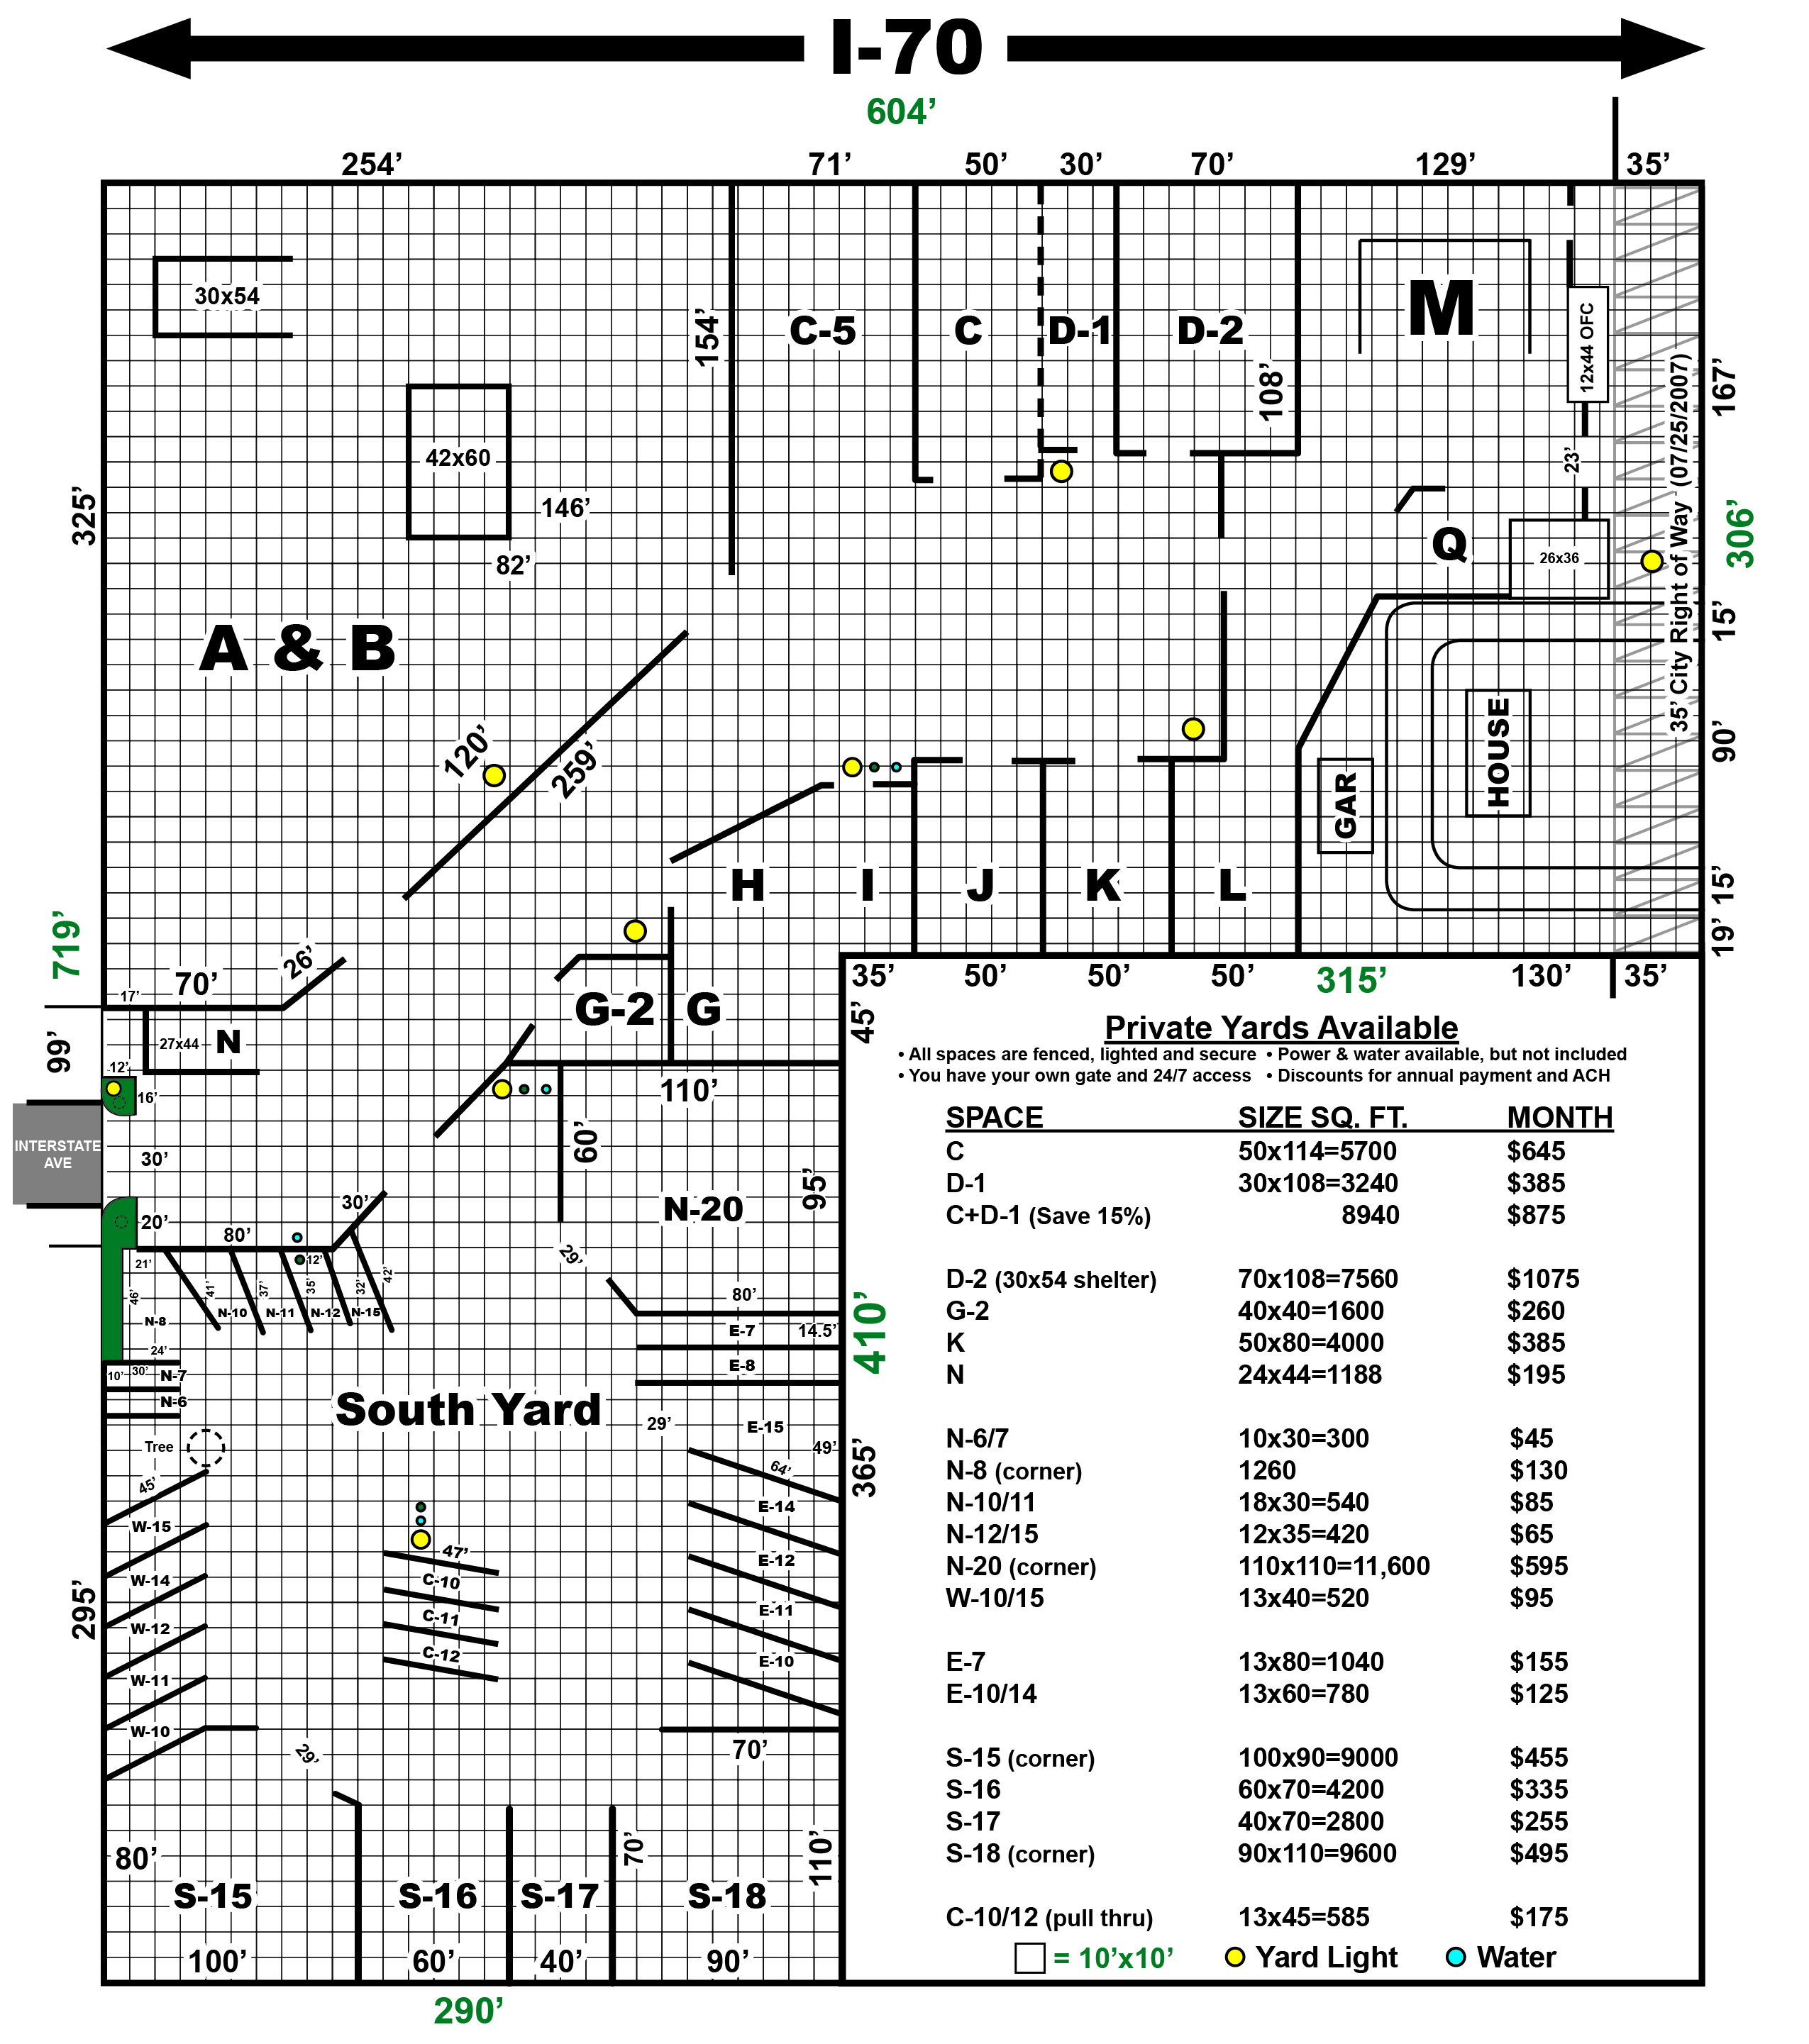 I-70
604’
254’
71’
50’
30’
70’
129’
35’
30x54
154’
C-5
C
D-1
D-2
108’
M
12x44 OFC
167’
42x60
146’
82’
325’
23’
35’ City Right of Way (07/25/2007)
306’
Q
26x36
A & B
15’
120’
259’
HOUSE
GAR
90’
H
I
J
K
L
15’
719’
19’
26’
70’
17’
35’
50’
50’
50’
315’
130’
35’
G-2
G
45’
99’
27x44
N
12’
16’
110’
INTERSTATE
AVE
30’
60’
95’
N-20
20’
80’
30’
29’
21’
12’
46’
41’
37’
35’
32’
42’
N-8
N-10
N-11
N-12
N-15
80’
E-7
14.5’
410’
24’
10’
30’
N-7
E-8
N-6
South Yard
29’
E-15
Tree
49’
365’
45’
64’
W-15
E-14
47’
W-14
C-10
E-12
295’
W-12
C-11
E-11
W-11
C-12
E-10
W-10
29’
70’
80’
70’
110’
S-15
S-16
S-17
S-18
100’
60’
40’
90’
290’
Private Yards Available
• All spaces are fenced, lighted and secure • Power & water available, but not included
• You have your own gate and 24/7 access • Discounts for annual payment and ACH
SPACE SIZE SQ. FT. MONTH
C 50x114=5700 $645
D-1 30x108=3240 $385
C+D-1 (Save 15%) 8940 $875
D-2 (30x54 shelter) 70x108=7560 $1075
G-2 40x40=1600 $260
K 50x80=4000 $385
N 24x44=1188 $195
N-6/7 10x30=300 $45
N-8 (corner) 1260 $130
N-10/11 18x30=540 $85
N-12/15 12x35=420 $65
N-20 (corner) 110x110=11,600 $595
W-10/15 13x40=520 $95
E-7 13x80=1040 $155
E-10/14 13x60=780 $125
S-15 (corner) 100x90=9000 $455
S-16 60x70=4200 $335
S-17 40x70=2800 $255
S-18 (corner) 90x110=9600 $495
C-10/12 (pull thru) 13x45=585 $175
= 10’x10’ Yard Light Water